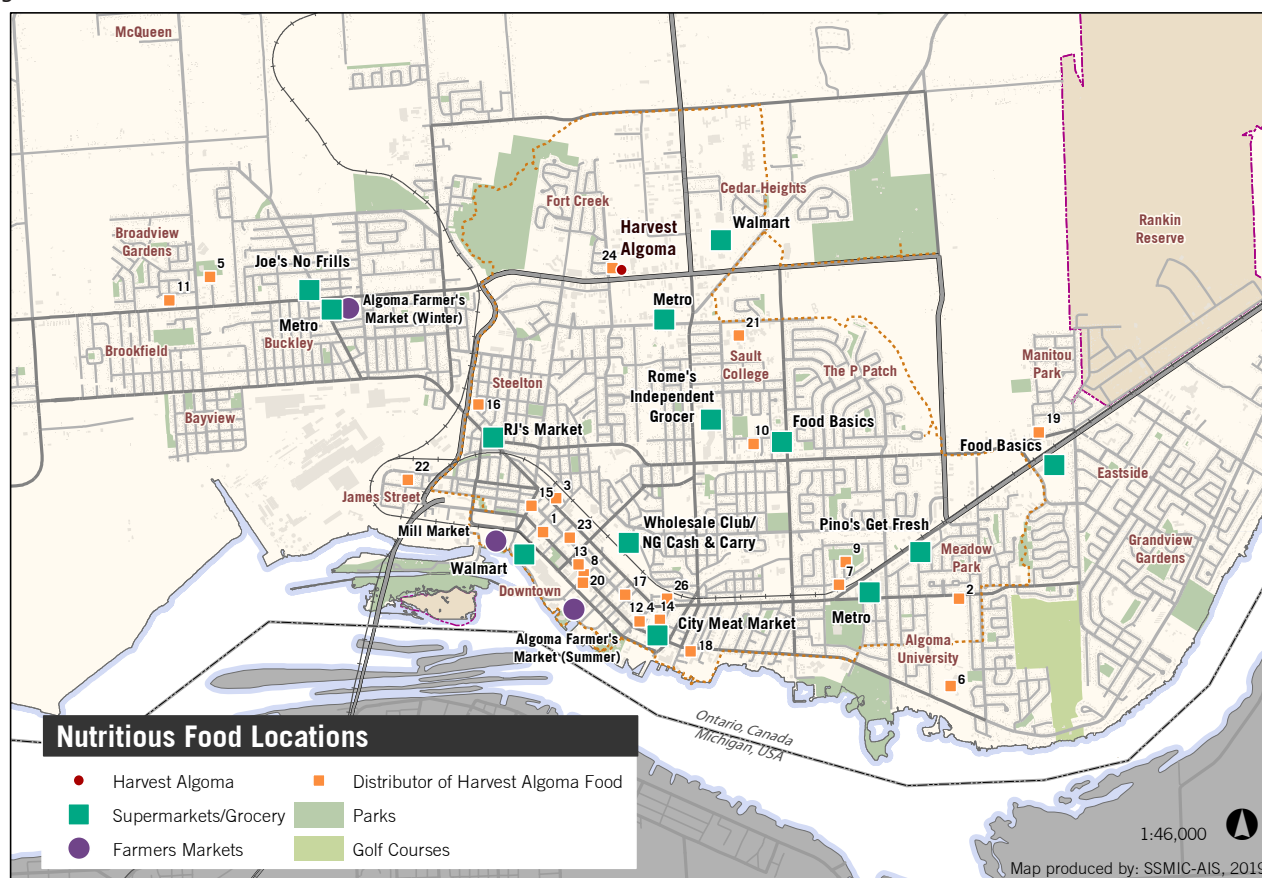 McQueen
Fort Creek
Cedar Heights
Walmart
Harvest
Algoma
24
Rankin
Reserve
Broadview
Gardens
5
11
Joe's No Frills
Metro
Buckley
Algoma Farmer's
Market (Winter)
Brookfield
Bayview
Metro
21
Sault
College
The P Patch
Manitou
Park
Steelton
16
RJ's Market
Rome's
Independent
Grocer
10
Food Basics
19
Food Basics
Eastside
22
James Street
15
3
1
23
Mill Market
Walmart
13
8
20
Downtown
Wholesale Club/
NG Cash & Carry
Pino's Get Fresh
Meadow
Park
Grandview
Gardens
9
7
Metro
2
17
26
12
4
14
City Meat Market
18
Algoma Farmer's
Market (Summer)
Algoma
University
6
Ontario, Canada
Michigan, USA
Nutritious Food Locations
Harvest Algoma
Distributor of Harvest Algoma Food
Supermarkets/Grocery
Parks
Farmers Markets
Golf Courses
1:46,000
Map produced by: SSMIC-AIS, 2019